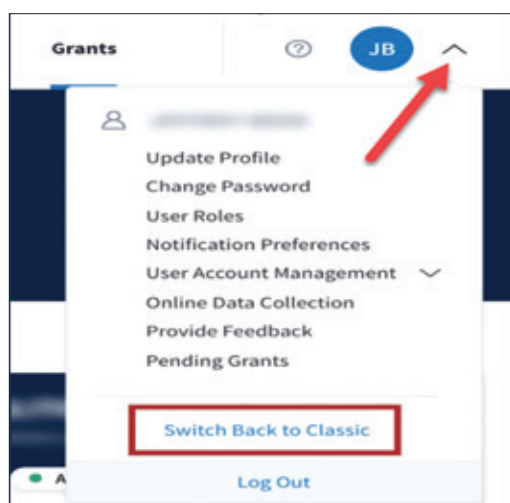 Grants
JB
Update Profile
Change Password
User Roles
Notification Preferences
User Account Management
Online Data Collection
Provide Feedback
Pending Grants
Switch Back to Classic
Log Out